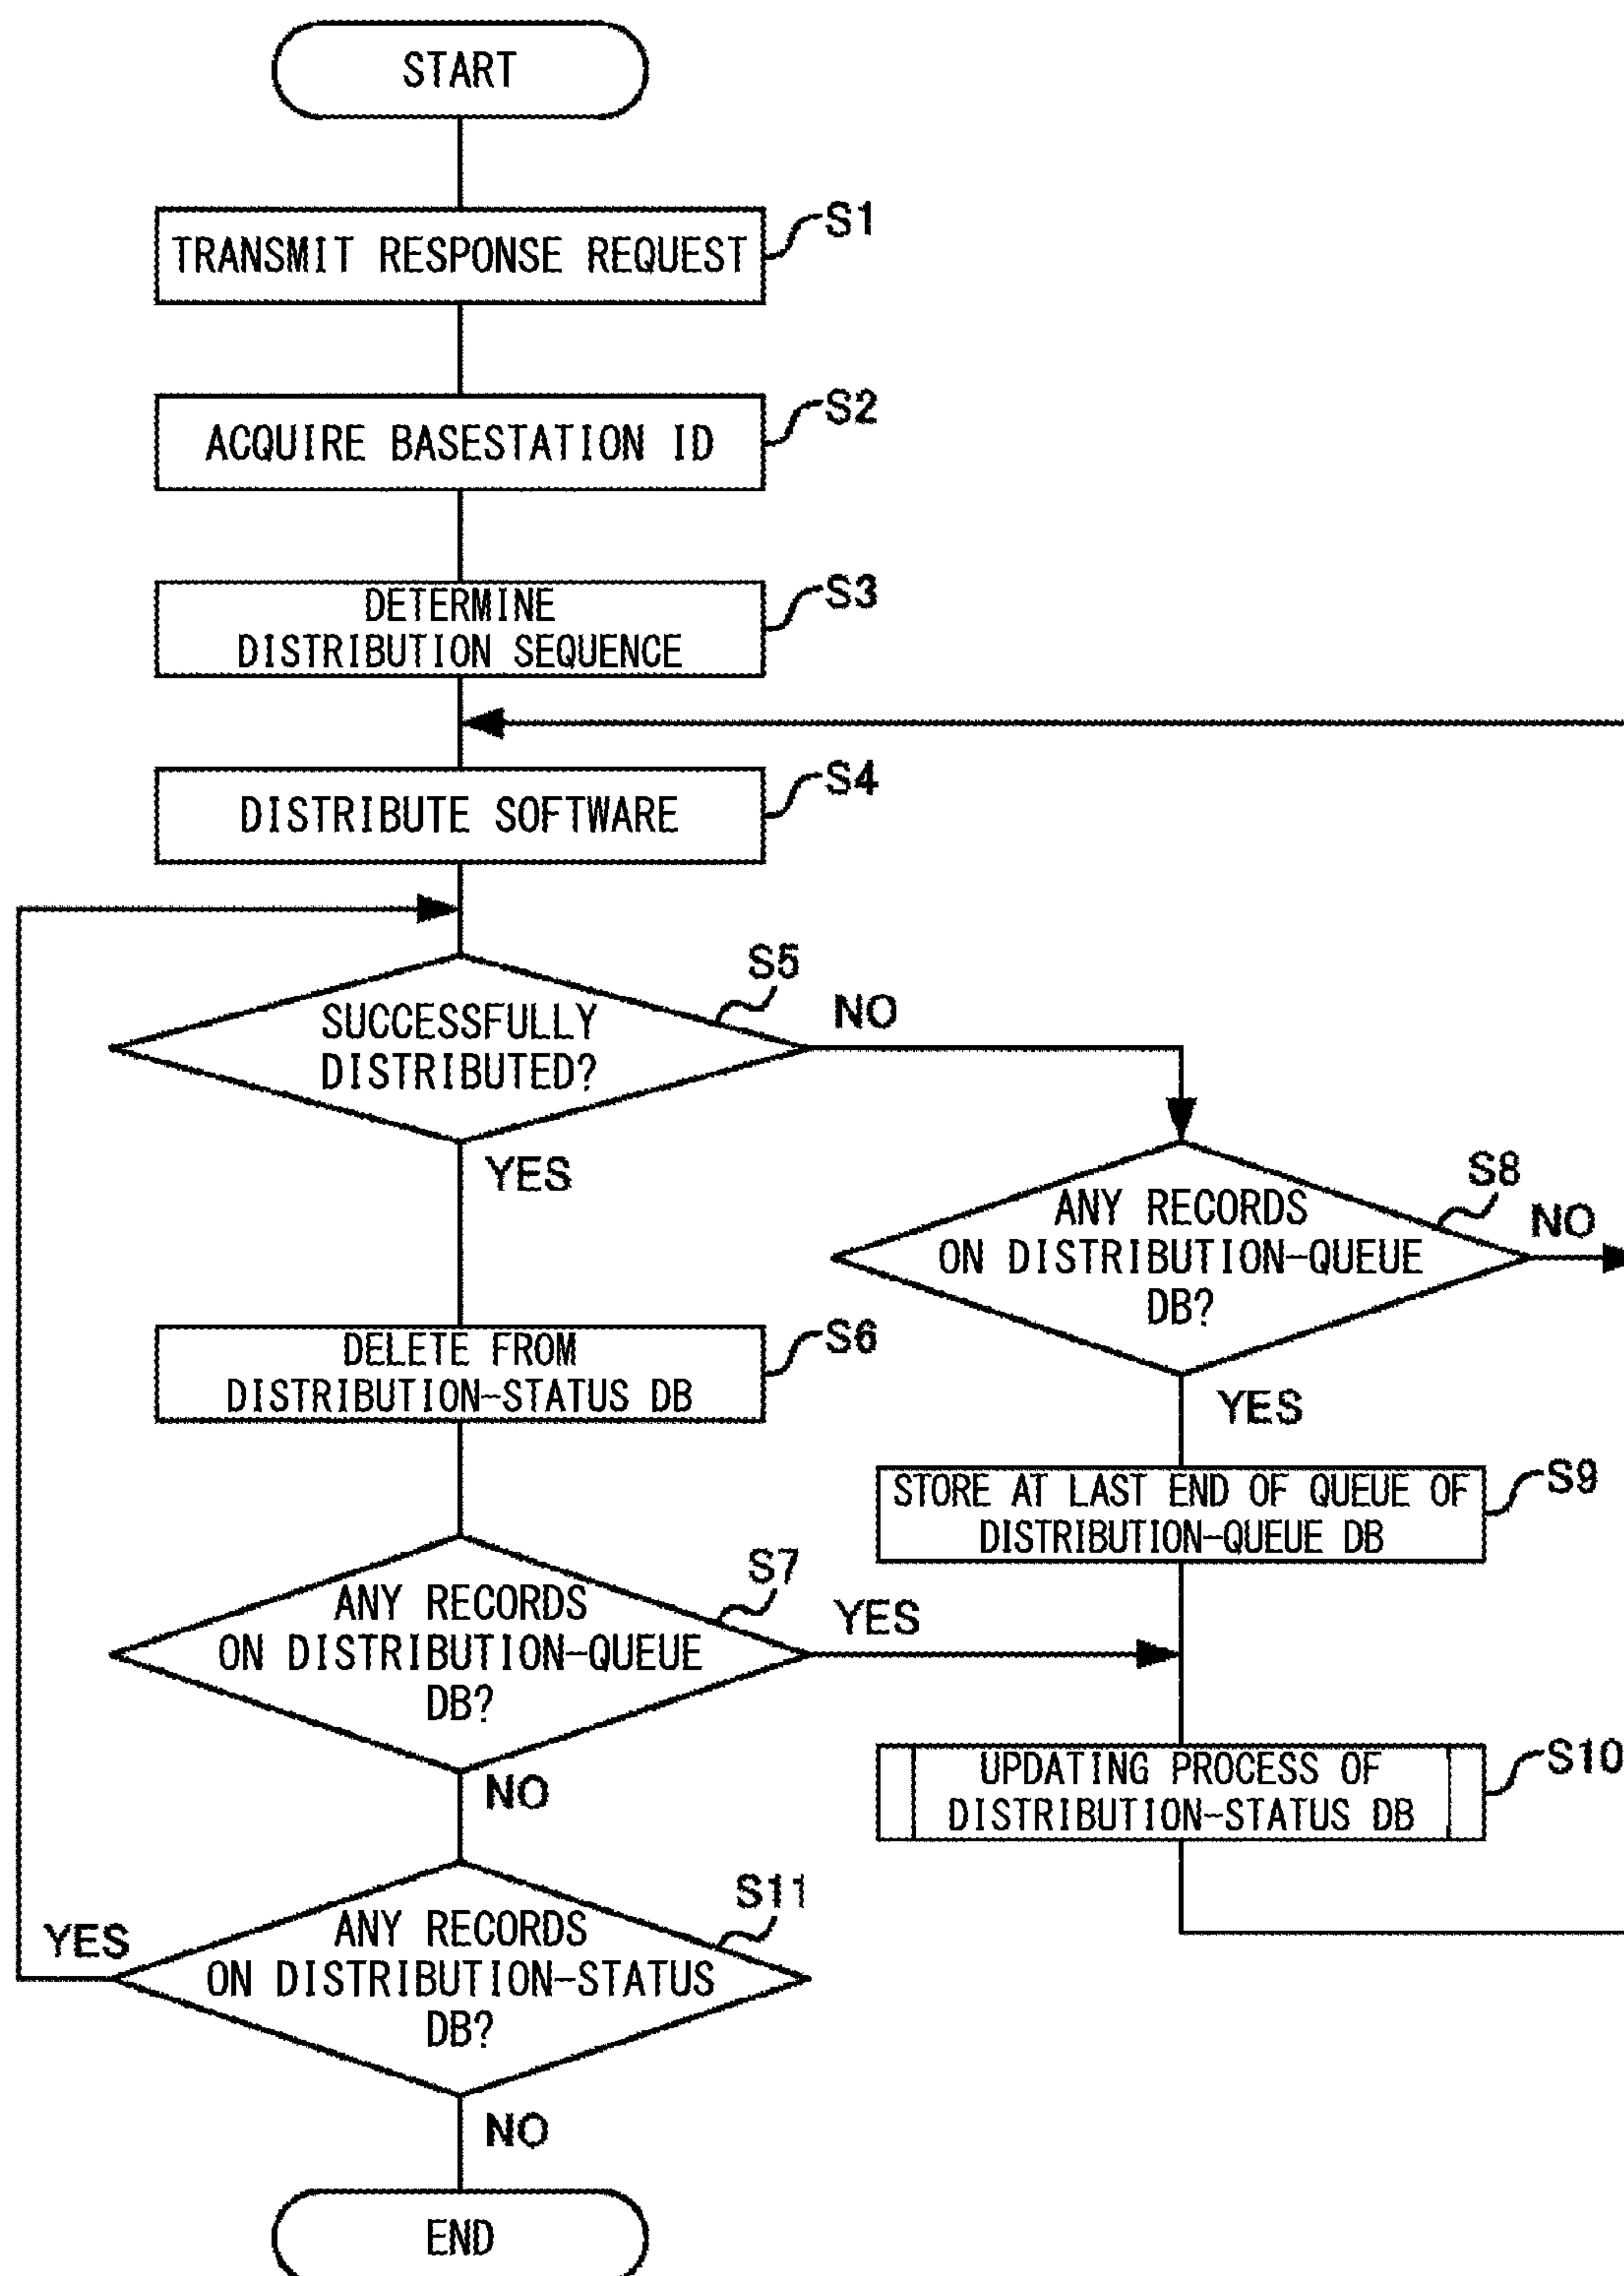 START
S1
TRANSMIT RESPONSE REQUEST
S2
ACQUIRE BASESTATION ID
S3
DETERMINE
DISTRIBUTION SEQUENCE
S4
DISTRIBUTE SOFTWARE
S5
SUCCESSFULLY
DISTRIBUTED?
NO
YES
S8
ANY RECORDS
ON DISTRIBUTION-QUEUE
DB?
NO
YES
S6
DELETE FROM
DISTRIBUTION-STATUS DB
S9
STORE AT LAST END OF QUEUE OF
DISTRIBUTION-QUEUE DB
S7
ANY RECORDS
ON DISTRIBUTION-QUEUE
DB?
YES
NO
S10
UPDATING PROCESS OF
DISTRIBUTION-STATUS DB
S11
ANY RECORDS
ON DISTRIBUTION-STATUS
DB?
YES
NO
END